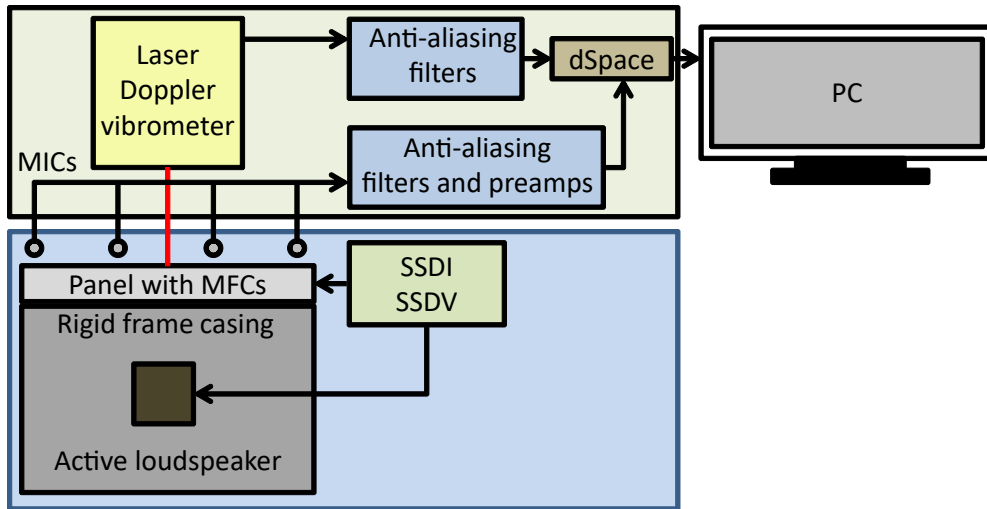 Laser
Doppler
vibrometer
Anti-aliasing
filters
dSpace
PC
MICs
Anti-aliasing
filters and preamps
Panel with MFCs
SSDI
SSDV
Rigid frame casing
Active loudspeaker